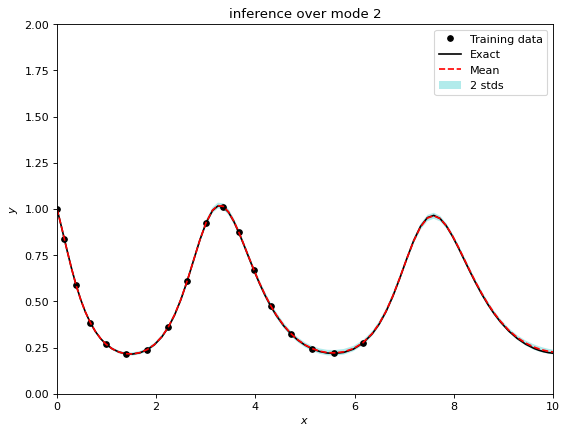 inference over mode 2
2.00
1.75
1.50
1.25
1.00
0.75
0.50
0.25
0.00
y
Training data
Exact
Mean
2 stds
0 2 4 6 8 10
x